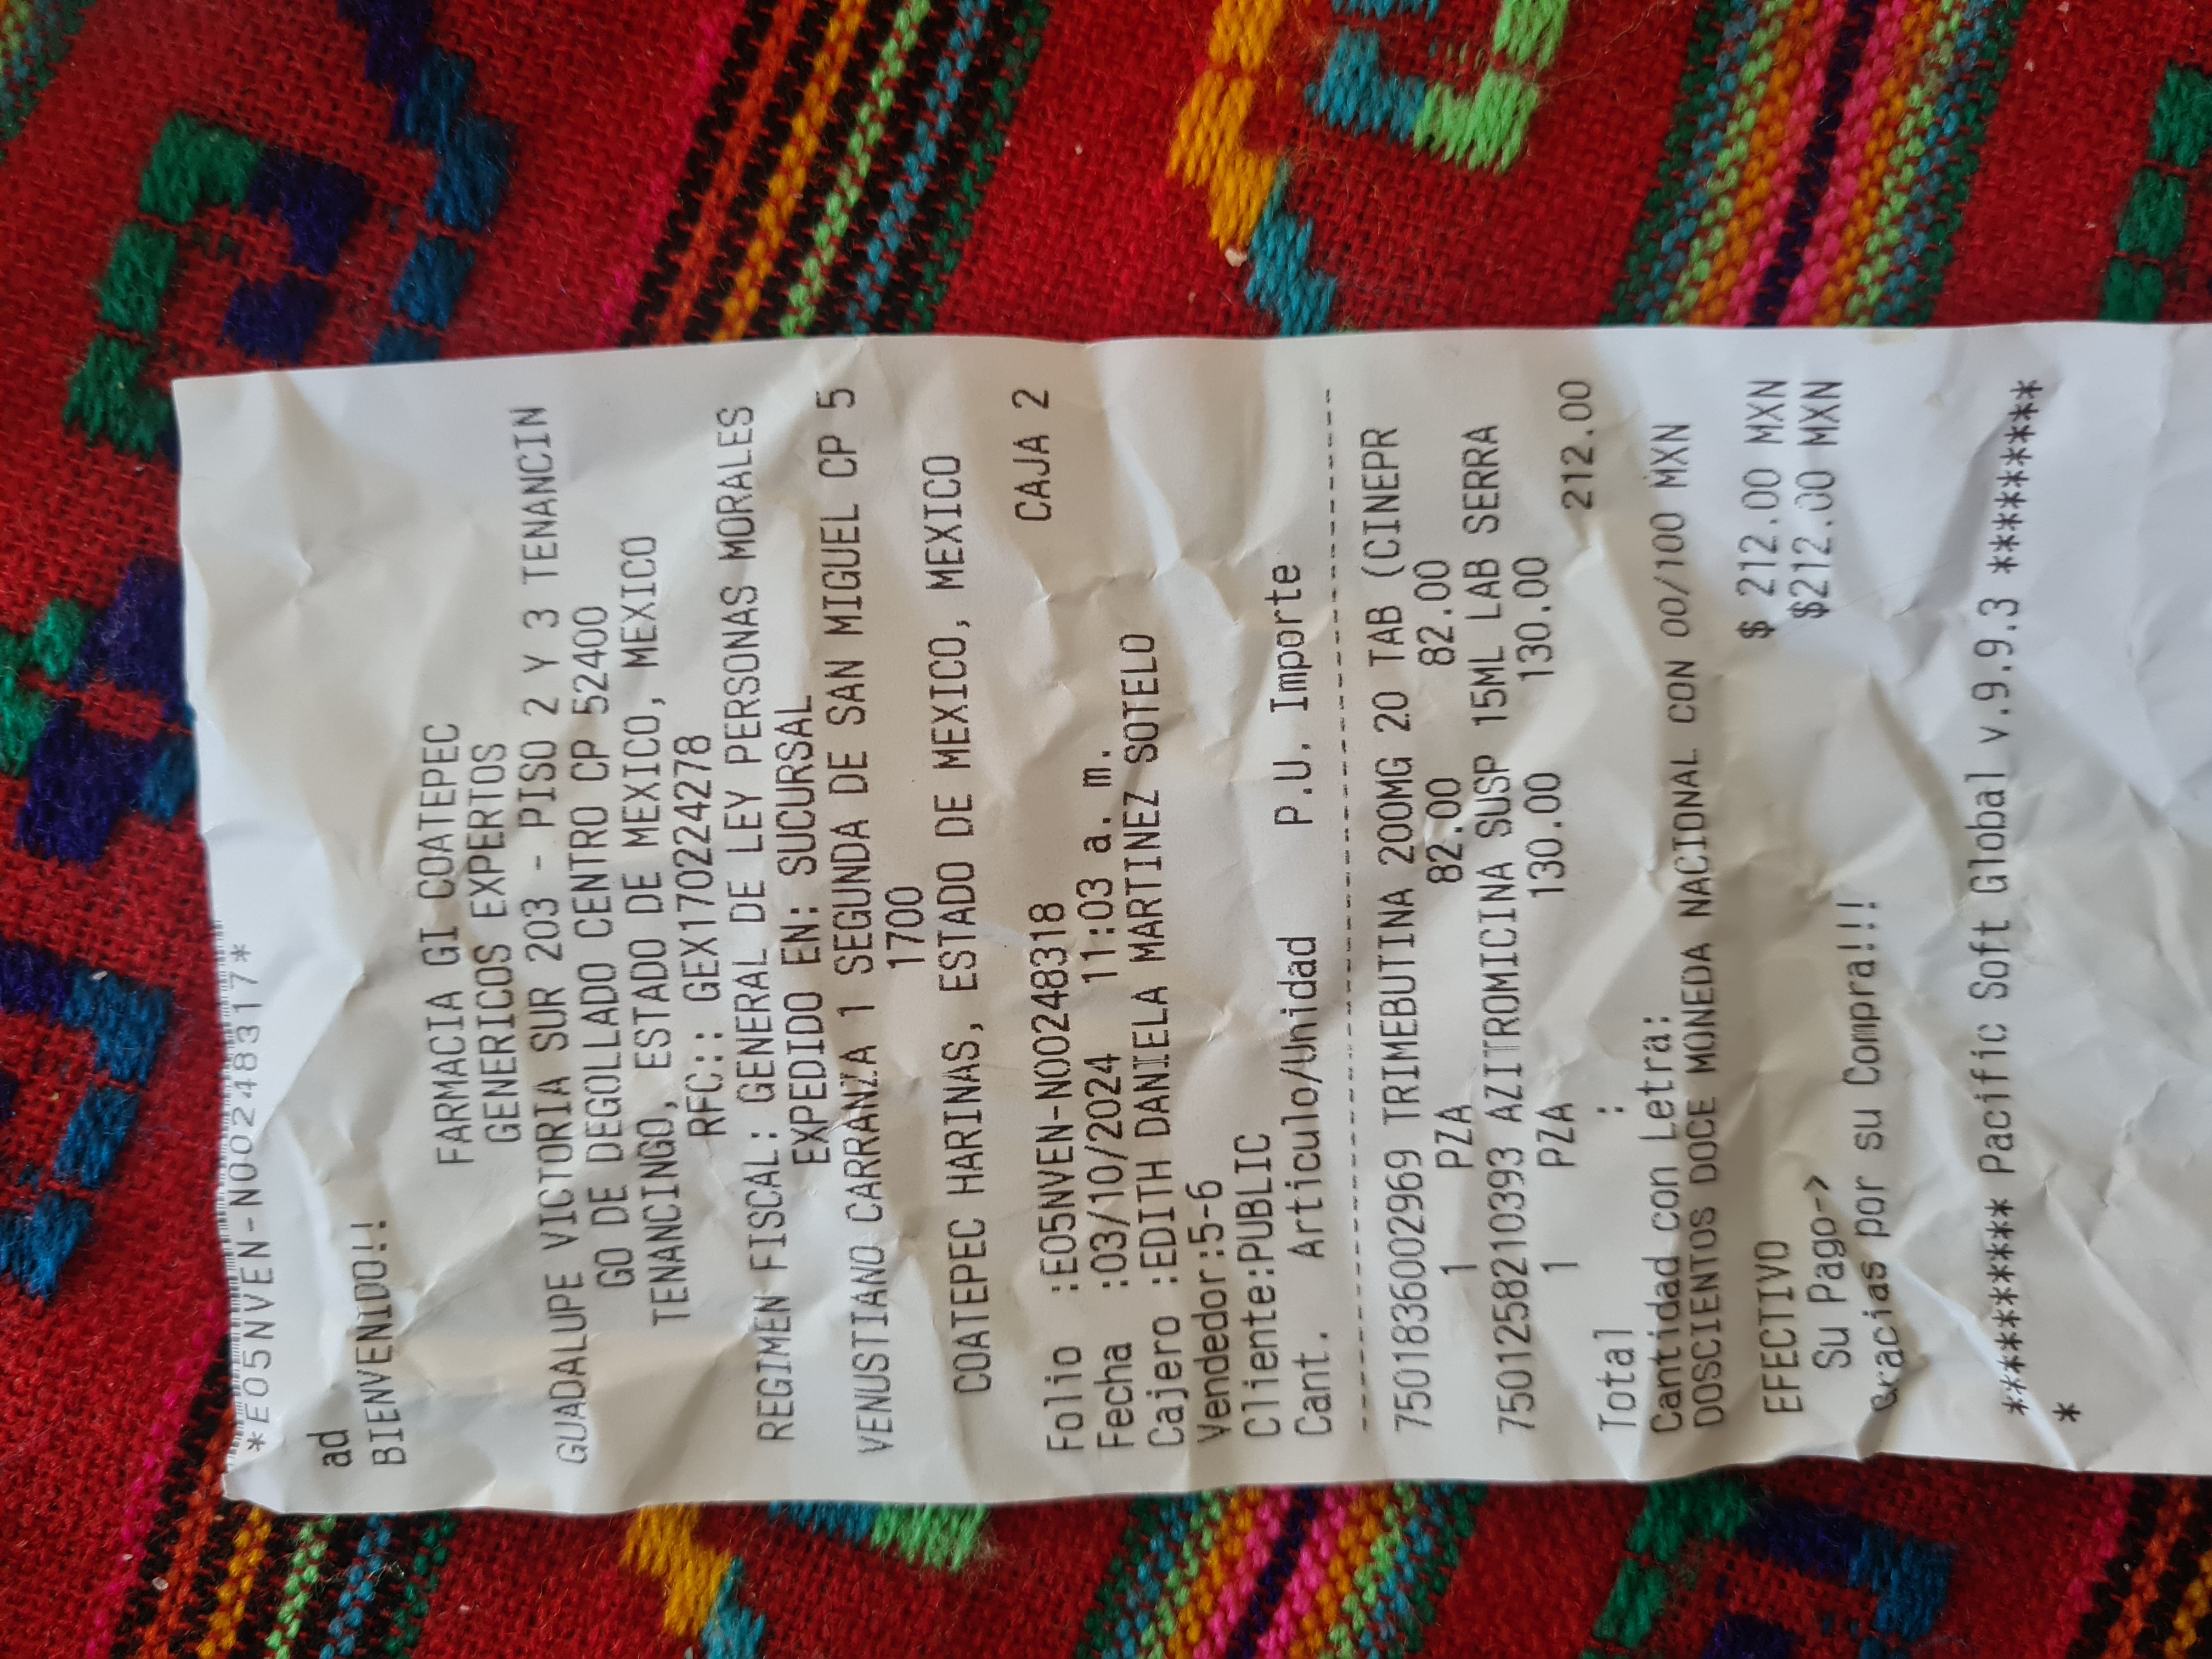 *E05NVEN-N00248317*
ad
BIENVENIDO!!
FARMACIA GI COATEPEC
GENERICOS EXPERTOS
GUADALUPE VICTORIA SUR 203 - PISO 2 Y 3 TENANCIN
GO DE DEGOLLADO CENTRO CP 52400
TENANCINGO, ESTADO DE MEXICO, MEXICO
RFC:: GEX170224278
REGIMEN FISCAL: GENERAL DE LEY PERSONAS MORALES
EXPEDIDO EN: SUCURSAL
VENUSTIANO CARRANZA 1 SEGUNDA DE SAN MIGUEL CP 5
1700
COATEPEC HARINAS, ESTADO DE MEXICO, MEXICO
CAJA 2
Folio :E05NVEN-N00248318
Fecha :03/10/2024 11:03 a. m.
Cajero :EDITH DANIELA MARTINEZ SOTELO
Vendedor:5-6
Cliente:PUBLIC
Cant. Articulo/Unidad P.U. Importe
7501836002969 TRIMEBUTINA 200MG 20 TAB (CINEPR
1 PZA 82.00 82.00
7501258210393 AZITROMICINA SUSP 15ML LAB SERRA
1 PZA 130.00 130.00
Total : 212.00
Cantidad con Letra:
DOSCIENTOS DOCE MONEDA NACIONAL CON 00/100 MXN
EFECTIVO $ 212.00 MXN
Su Pago-> $212.00 MXN
Gracias por su Compra!!!
********** Pacific Soft Global v.9.9.3 **********
*